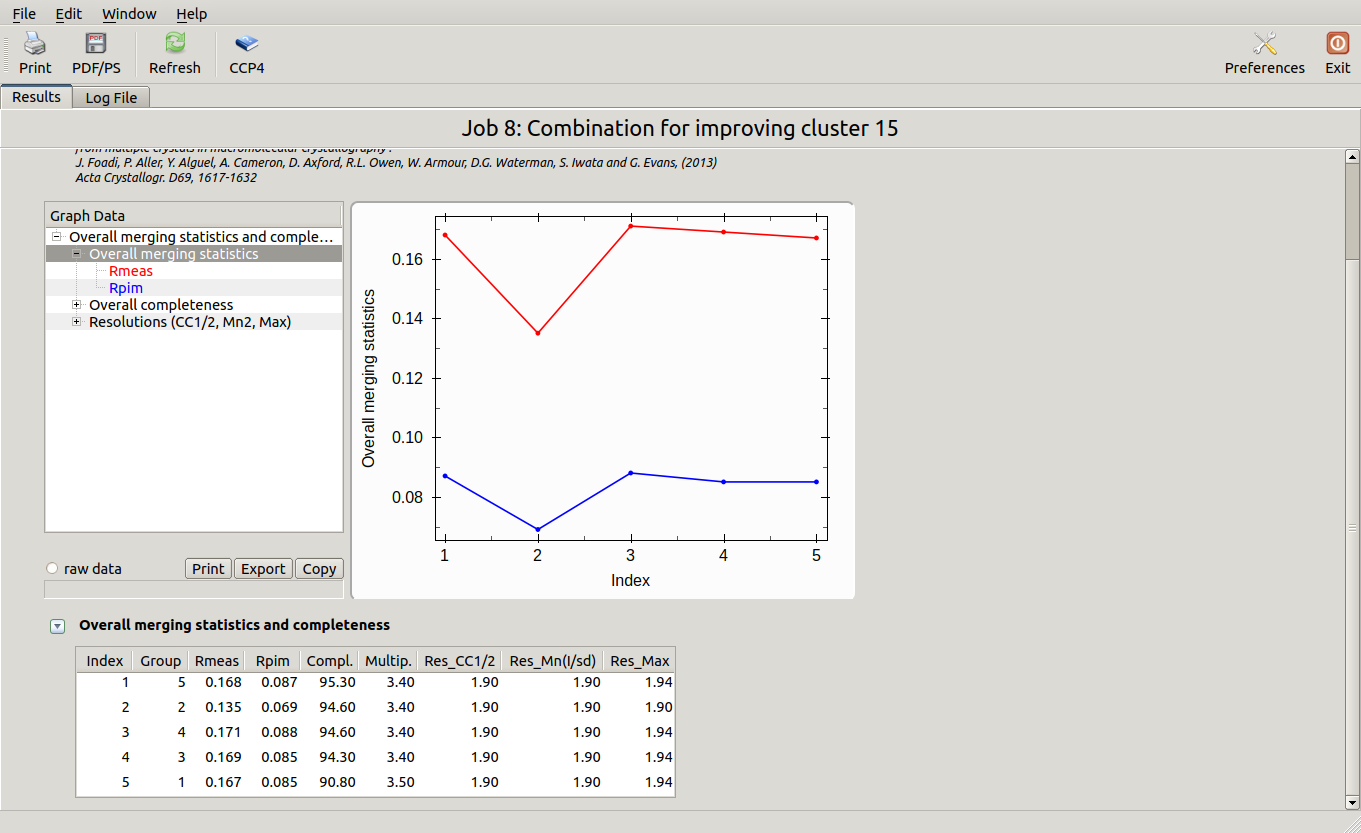 File Edit Window Help
Print PDF/PS Refresh CCP4 Preferences Exit
Results Log File
Job 8: Combination for improving cluster 15
from multiple crystals in macromolecular crystallography".
J. Foadi, P. Aller, Y. Alguel, A. Cameron, D. Axford, R.L. Owen, W. Armour, D.G. Waterman, S. Iwata and G. Evans, (2013)
Acta Crystallogr. D69, 1617-1632
Graph Data
Overall merging statistics and comple...
Overall merging statistics
Rmeas
Rpim
Overall completeness
Resolutions (CC1/2, Mn2, Max)
raw data Print Export Copy
Overall merging statistics
0.16
0.14
0.12
0.10
0.08
1 2 3 4 5
Index
Overall merging statistics and completeness
Index Group Rmeas Rpim Compl. Multip. Res_CC1/2 Res_Mn(I/sd) Res_Max
1 5 0.168 0.087 95.30 3.40 1.90 1.90 1.94
2 2 0.135 0.069 94.60 3.40 1.90 1.90 1.90
3 4 0.171 0.088 94.60 3.40 1.90 1.90 1.94
4 3 0.169 0.085 94.30 3.40 1.90 1.90 1.94
5 1 0.167 0.085 90.80 3.50 1.90 1.90 1.94